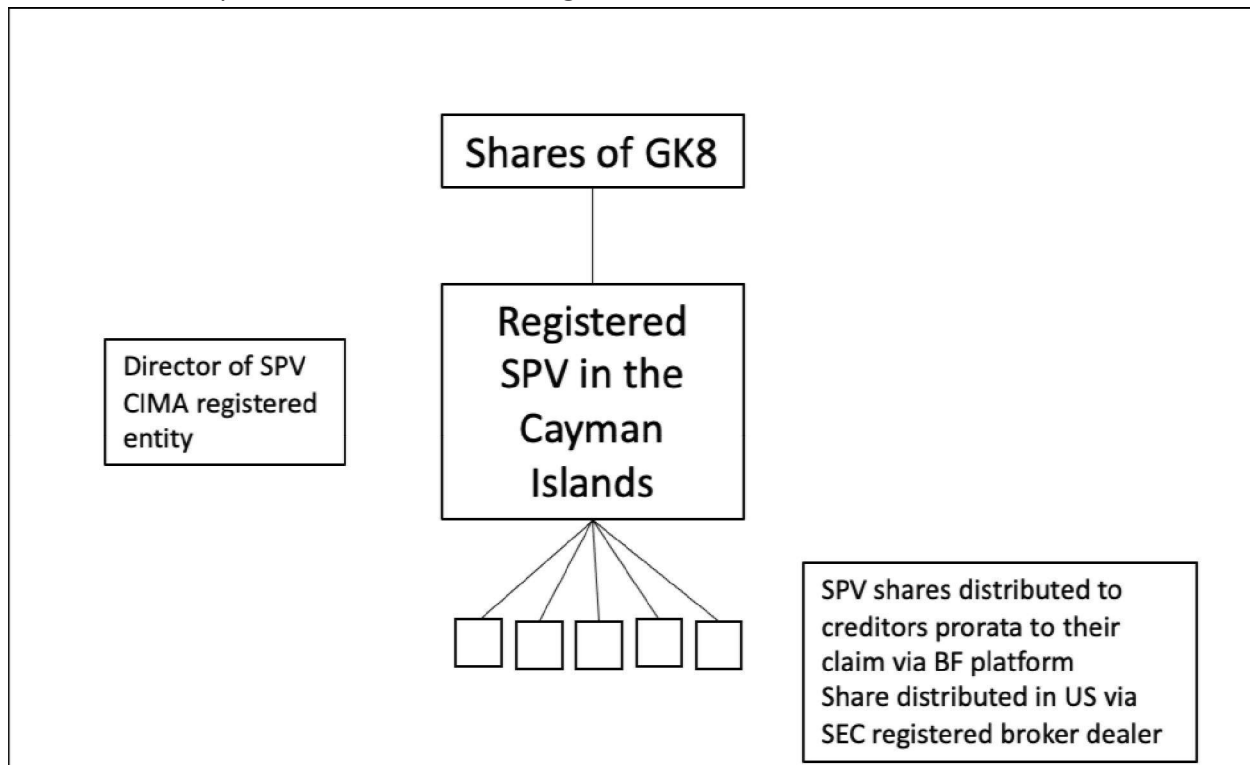 Shares of GK8
Registered
SPV in the
Cayman
Islands
Director of SPV
CIMA registered
entity
SPV shares distributed to
creditors prorata to their
claim via BF platform
Share distributed in US via
SEC registered broker dealer